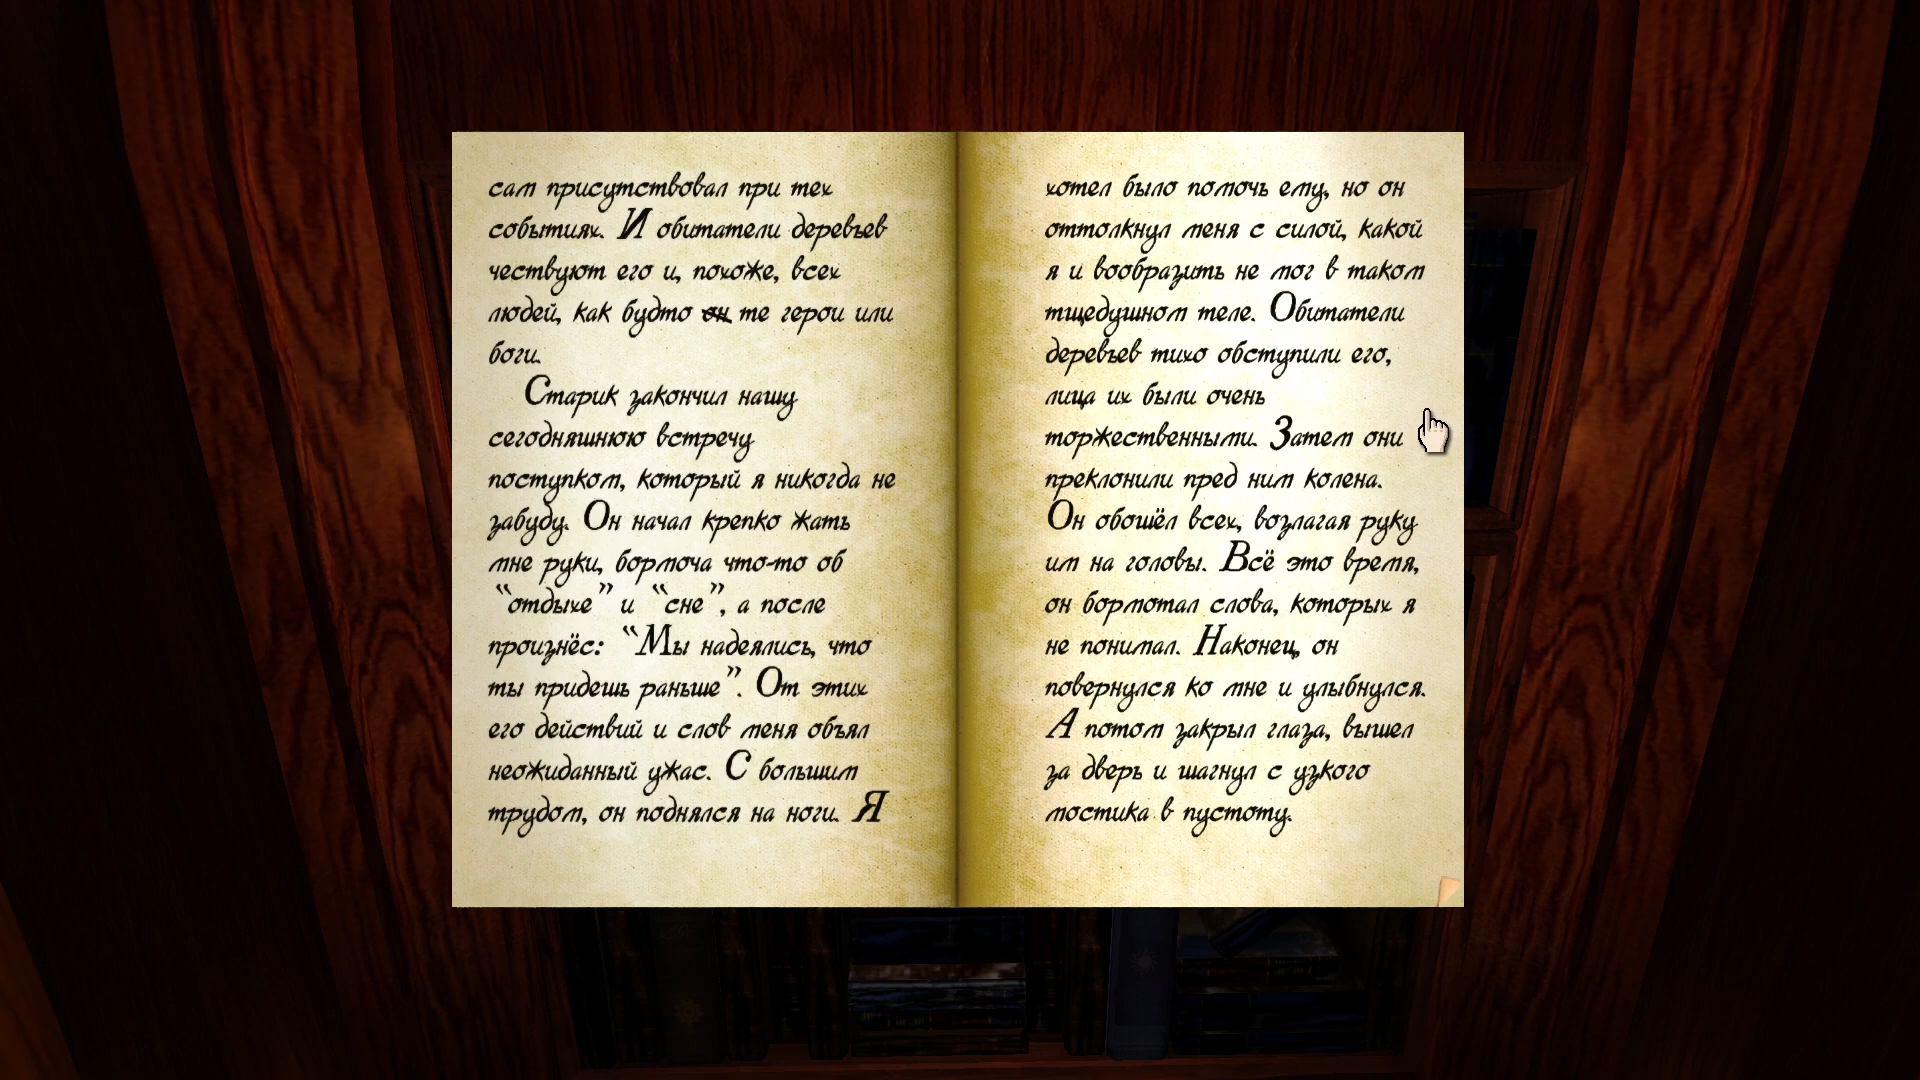 сам присутствовал при тех
событиях. И обитатели деревьев
чествуют его и, похоже, всех
людей, как будто он те герои или
боги.
Старик закончил нашу
сегодняшнюю встречу
поступком, который я никогда не
забуду. Он начал крепко жать
мне руки, бормоча что-то об
“отдыхе” и “сне”, а после
произнёс: “Мы надеялись, что
ты придешь раньше”. От этих
его действий и слов меня объял
неожиданный ужас. С большим
трудом, он поднялся на ноги. Я
хотел было помочь ему, но он
оттолкнул меня с силой, какой
я и вообразить не мог в таком
тщедушном теле. Обитатели
деревьев тихо обступили его,
лица их были очень
торжественными. Затем они
преклонили пред ним колена.
Он обошёл всех, возлагая руку
им на головы. Всё это время,
он бормотал слова, которых я
не понимал. Наконец, он
повернулся ко мне и улыбнулся.
А потом закрыл глаза, вышел
за дверь и шагнул с узкого
мостика в пустоту.